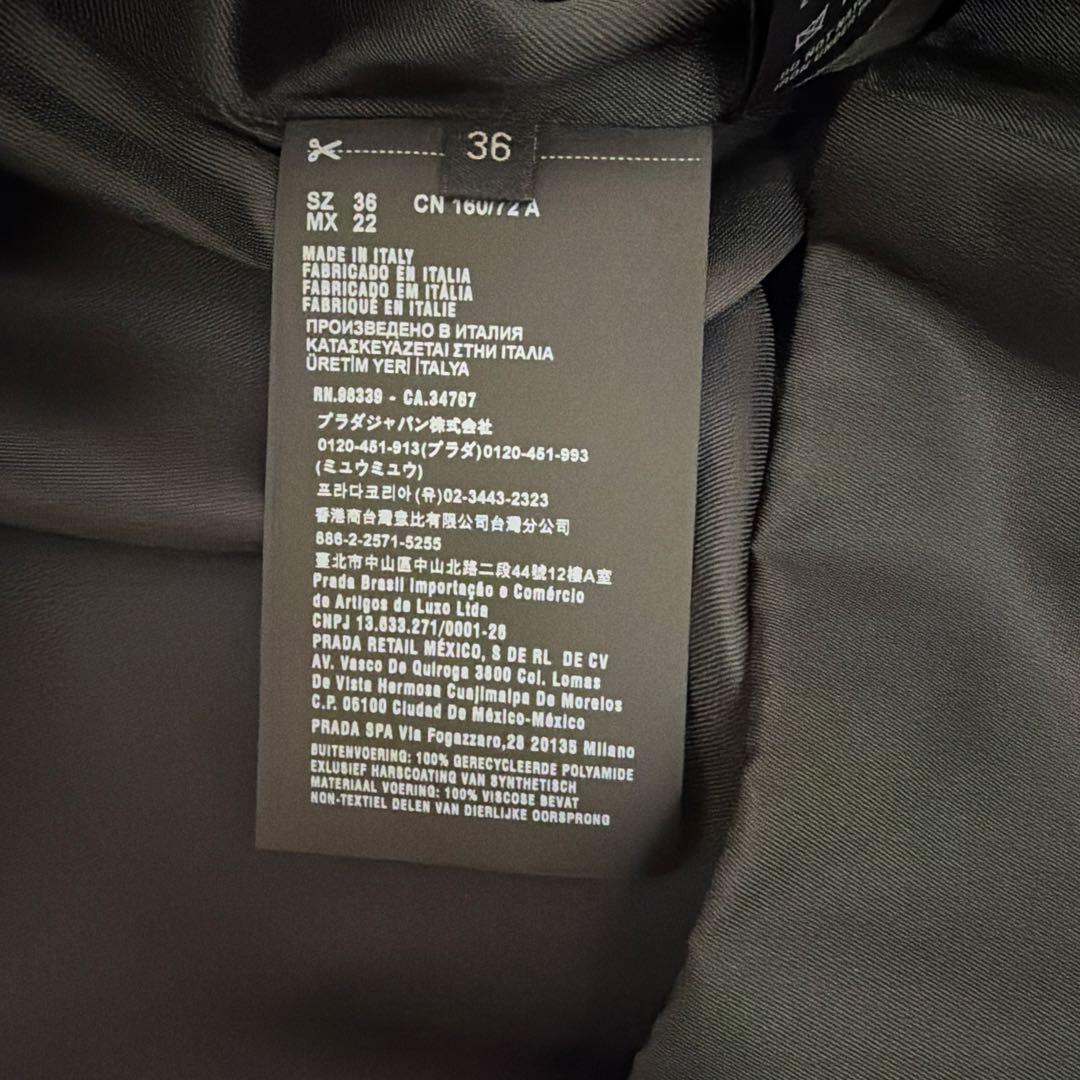 DO NOT
36
SZ 36 CN 160/72 A
MX 22
MADE IN ITALY
FABRICADO EN ITALIA
FABRICADO EM ITALIA
FABRIQUÉ EN ITALIE
ПРОИЗВЕДЕНО В ИТАЛИЯ
ΚΑΤΑΣΚΕΥΑΖΕΤΑΙ ΣΤΗΝ ΙΤΑΛΙΑ
ÜRETİM YERİ İTALYA
RN.98339 - CA.34767
プラダジャパン株式会社
0120-451-913(プラダ)0120-451-993
(ミュウミュウ)
프라다코리아(유)02-3443-2323
香港商台灣意比有限公司台灣分公司
886-2-2571-5255
臺北市中山區中山北路二段44號12樓A室
Prada Brasil Importação e Comércio
de Artigos de Luxo Ltda
CNPJ 13.633.271/0001-26
PRADA RETAIL MÉXICO, S DE RL DE CV
AV. Vasco De Quiroga 3800 Col. Lomas
De Vista Hermosa Cuajimalpa De Morelos
C.P. 05100 Ciudad De México-México
PRADA SPA Via Fogazzaro,28 20135 Milano
BUITENVOERING: 100% GERECYCLEERDE POLYAMIDE
EXLUSIEF HARSCOATING VAN SYNTHETISCH
MATERIAAL VOERING: 100% VISCOSE BEVAT
NON-TEXTIEL DELEN VAN DIERLIJKE OORSPRONG